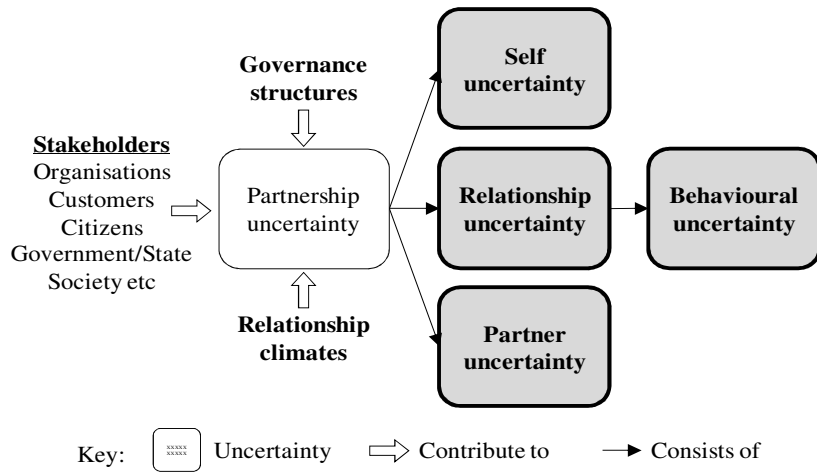 Governance
structures
Stakeholders
Organisations
Customers
Citizens
Government/State
Society etc
Partnership
uncertainty
Relationship
climates
Self
uncertainty
Relationship
uncertainty
Behavioural
uncertainty
Partner
uncertainty
Key:
xxxxx
xxxxx
Uncertainty
Contribute to
Consists of